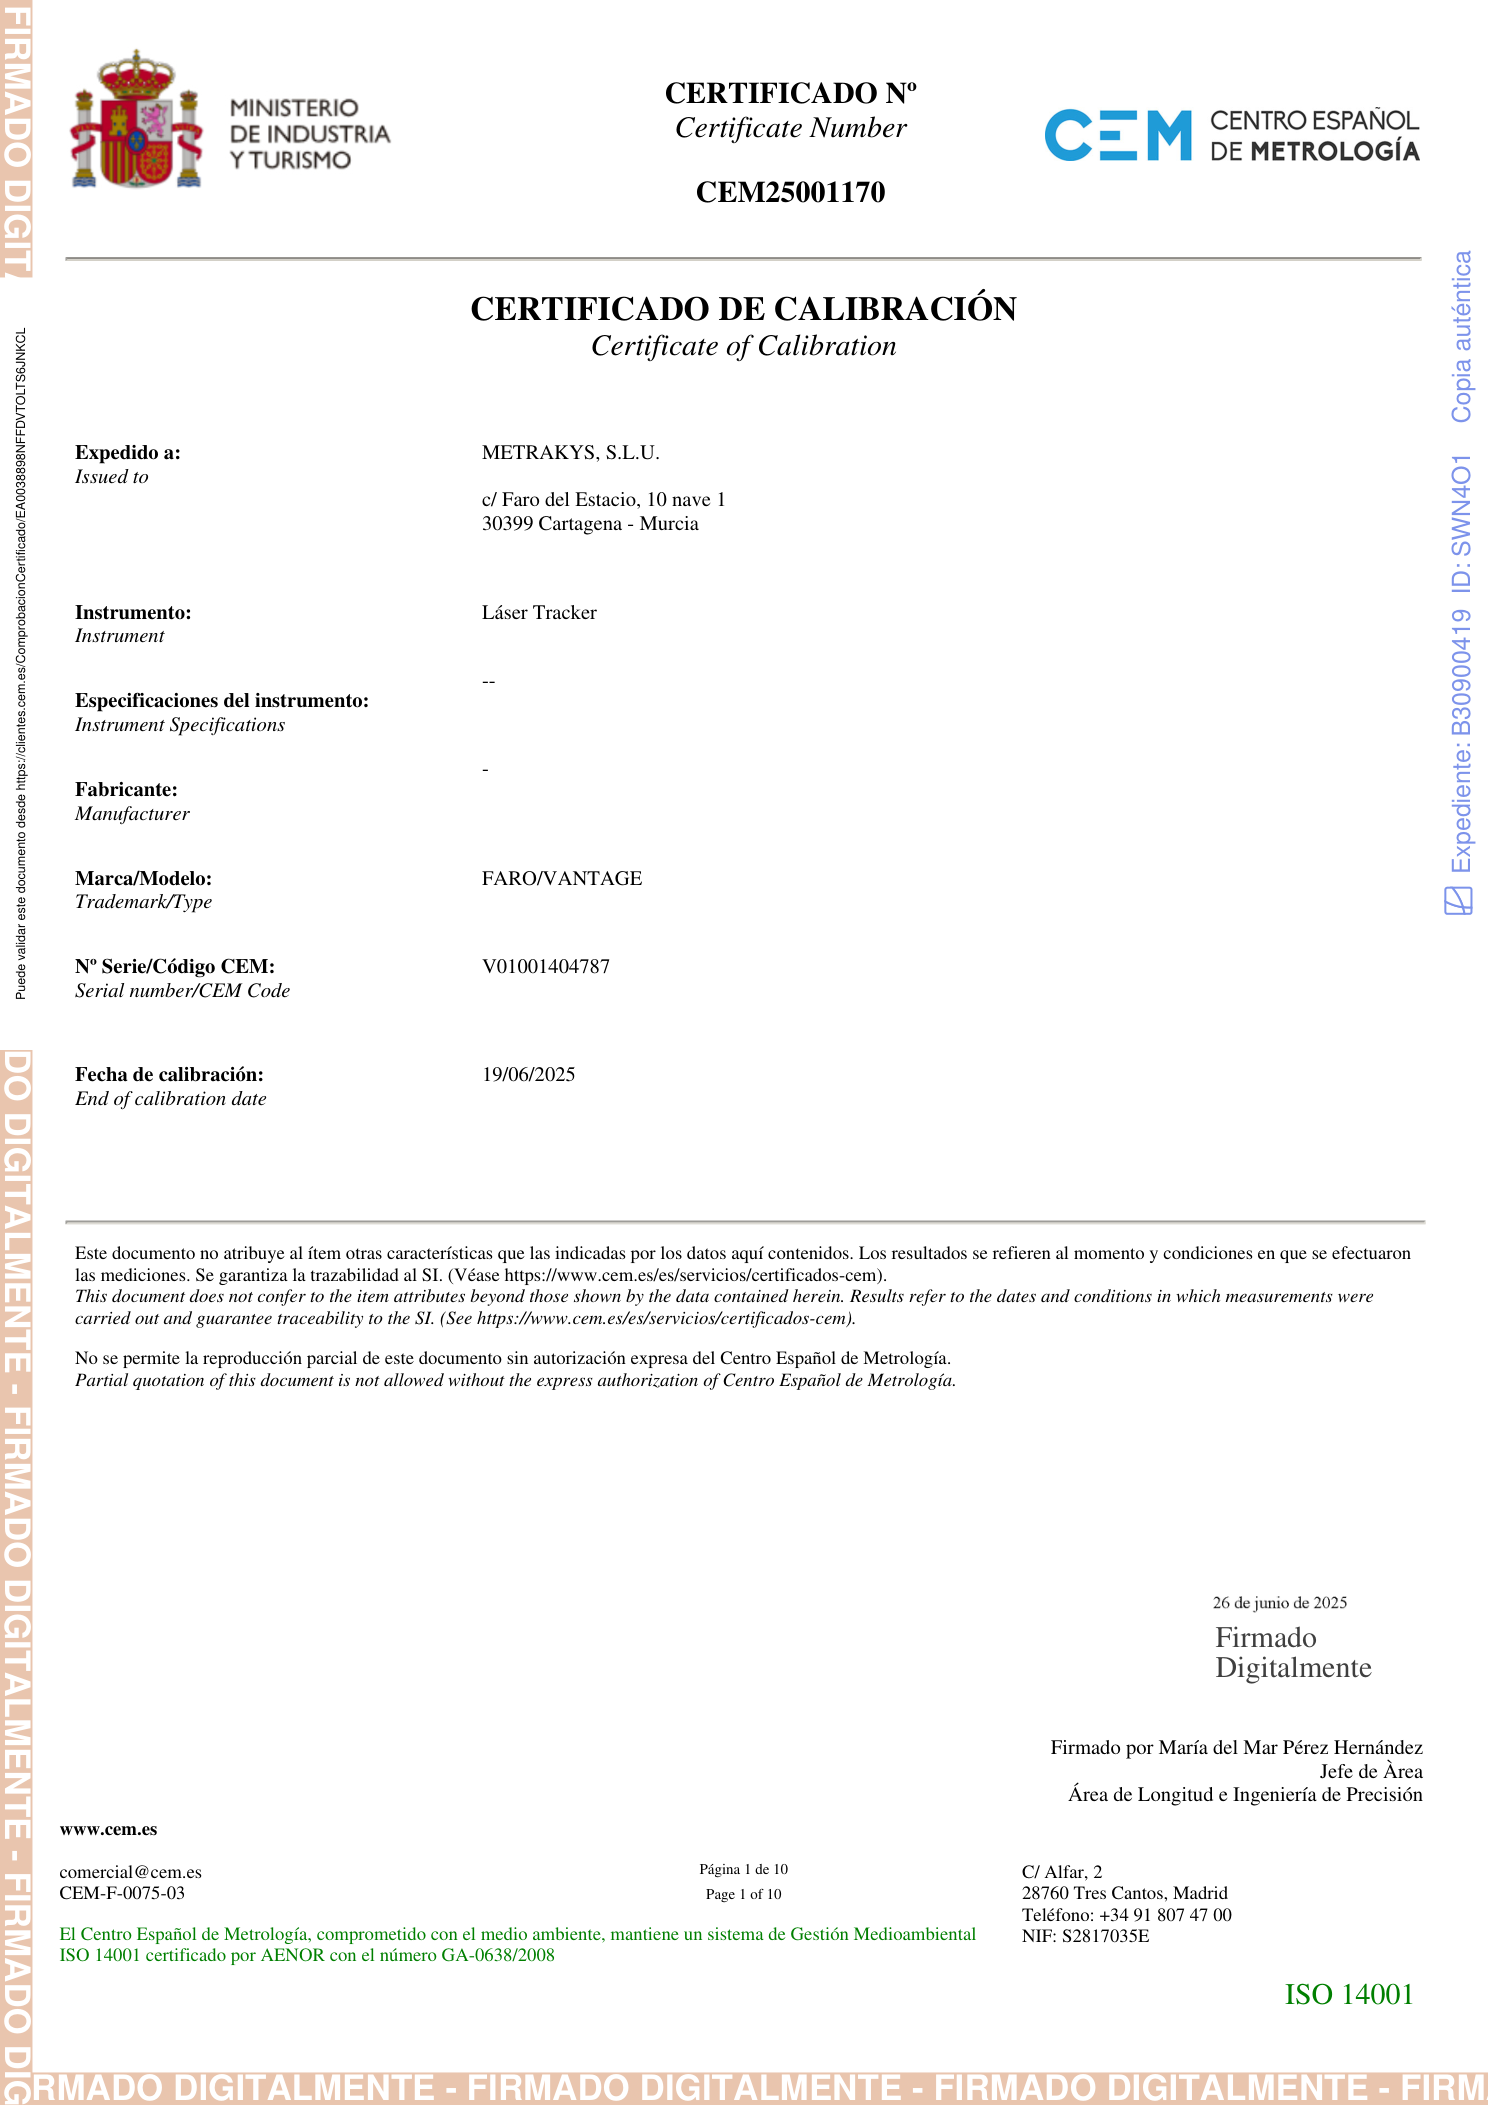 MINISTERIO
DE INDUSTRIA
Y TURISMO
CERTIFICADO Nº
Certificate Number
CEM25001170
CEM
CENTRO ESPAÑOL
DE METROLOGÍA
CERTIFICADO DE CALIBRACIÓN
Certificate of Calibration
Expedido a:
METRAKYS, S.L.U.
Issued to
c/ Faro del Estacio, 10 nave 1
30399 Cartagena - Murcia
Instrumento:
Láser Tracker
Instrument
--
Especificaciones del instrumento:
Instrument Specifications
-
Fabricante:
Manufacturer
Marca/Modelo:
FARO/VANTAGE
Trademark/Type
Nº Serie/Código CEM:
V01001404787
Serial number/CEM Code
Fecha de calibración:
19/06/2025
End of calibration date
Este documento no atribuye al ítem otras características que las indicadas por los datos aquí contenidos. Los resultados se refieren al momento y condiciones en que se efectuaron
las mediciones. Se garantiza la trazabilidad al SI. (Véase https://www.cem.es/es/servicios/certificados-cem).
This document does not confer to the item attributes beyond those shown by the data contained herein. Results refer to the dates and conditions in which measurements were
carried out and guarantee traceability to the SI. (See https://www.cem.es/es/servicios/certificados-cem).
No se permite la reproducción parcial de este documento sin autorización expresa del Centro Español de Metrología.
Partial quotation of this document is not allowed without the express authorization of Centro Español de Metrología.
26 de junio de 2025
Firmado
Digitalmente
Firmado por María del Mar Pérez Hernández
Jefe de Àrea
Área de Longitud e Ingeniería de Precisión
www.cem.es
comercial@cem.es
CEM-F-0075-03
Página 1 de 10
Page 1 of 10
C/ Alfar, 2
28760 Tres Cantos, Madrid
Teléfono: +34 91 807 47 00
NIF: S2817035E
El Centro Español de Metrología, comprometido con el medio ambiente, mantiene un sistema de Gestión Medioambiental
ISO 14001 certificado por AENOR con el número GA-0638/2008
ISO 14001
FIRMADO DIGIT
Puede validar este documento desde https://clientes.cem.es/ComprobacionCertificado/EA0038898NFFDVTOLTS6JNKCL
DO DIGITALMENTE - FIRMADO DIGITALMENTE - FIRMADO DIG
RMADO DIGITALMENTE - FIRMADO DIGITALMENTE - FIRMADO DIGITALMENTE - FIRM
Expediente: B30900419 ID: SWN4O1 Copia auténtica